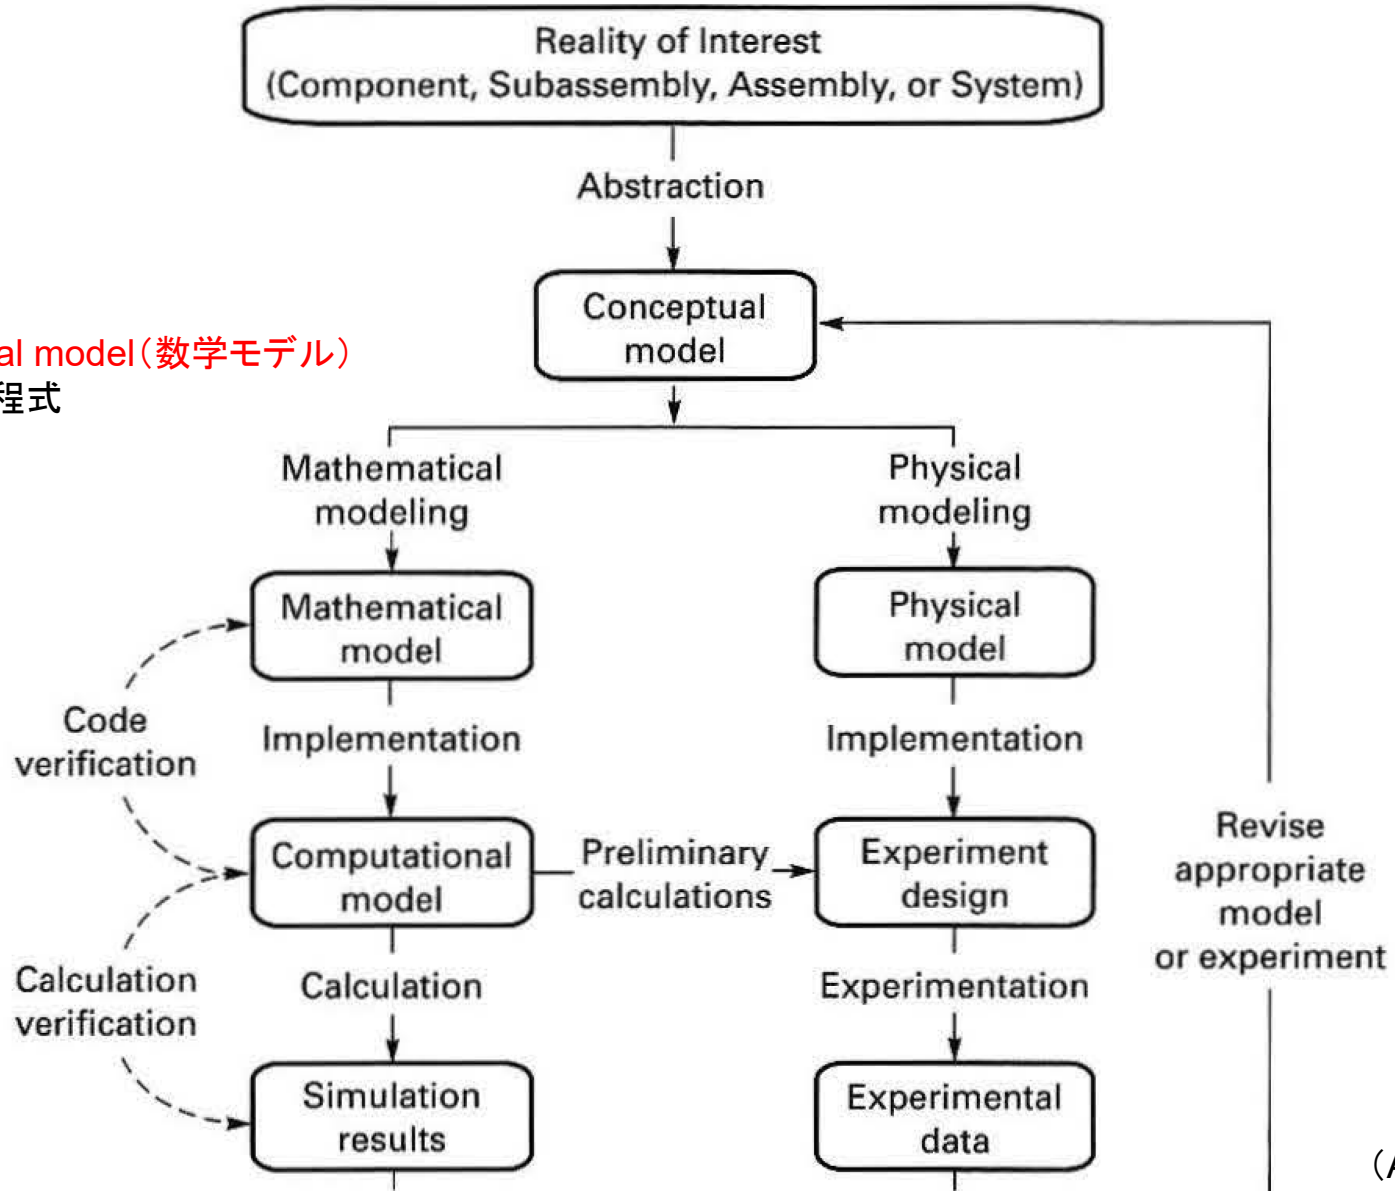 Reality of Interest
(Component, Subassembly, Assembly, or System)
Abstraction
Conceptual
model
al model(数学モデル)
程式
Mathematical
modeling
Physical
modeling
Mathematical
model
Physical
model
Code
verification
Implementation
Implementation
Computational
model
Preliminary
calculations
Experiment
design
Revise
appropriate
model
or experiment
Calculation
verification
Calculation
Experimentation
Simulation
results
Experimental
data
(A